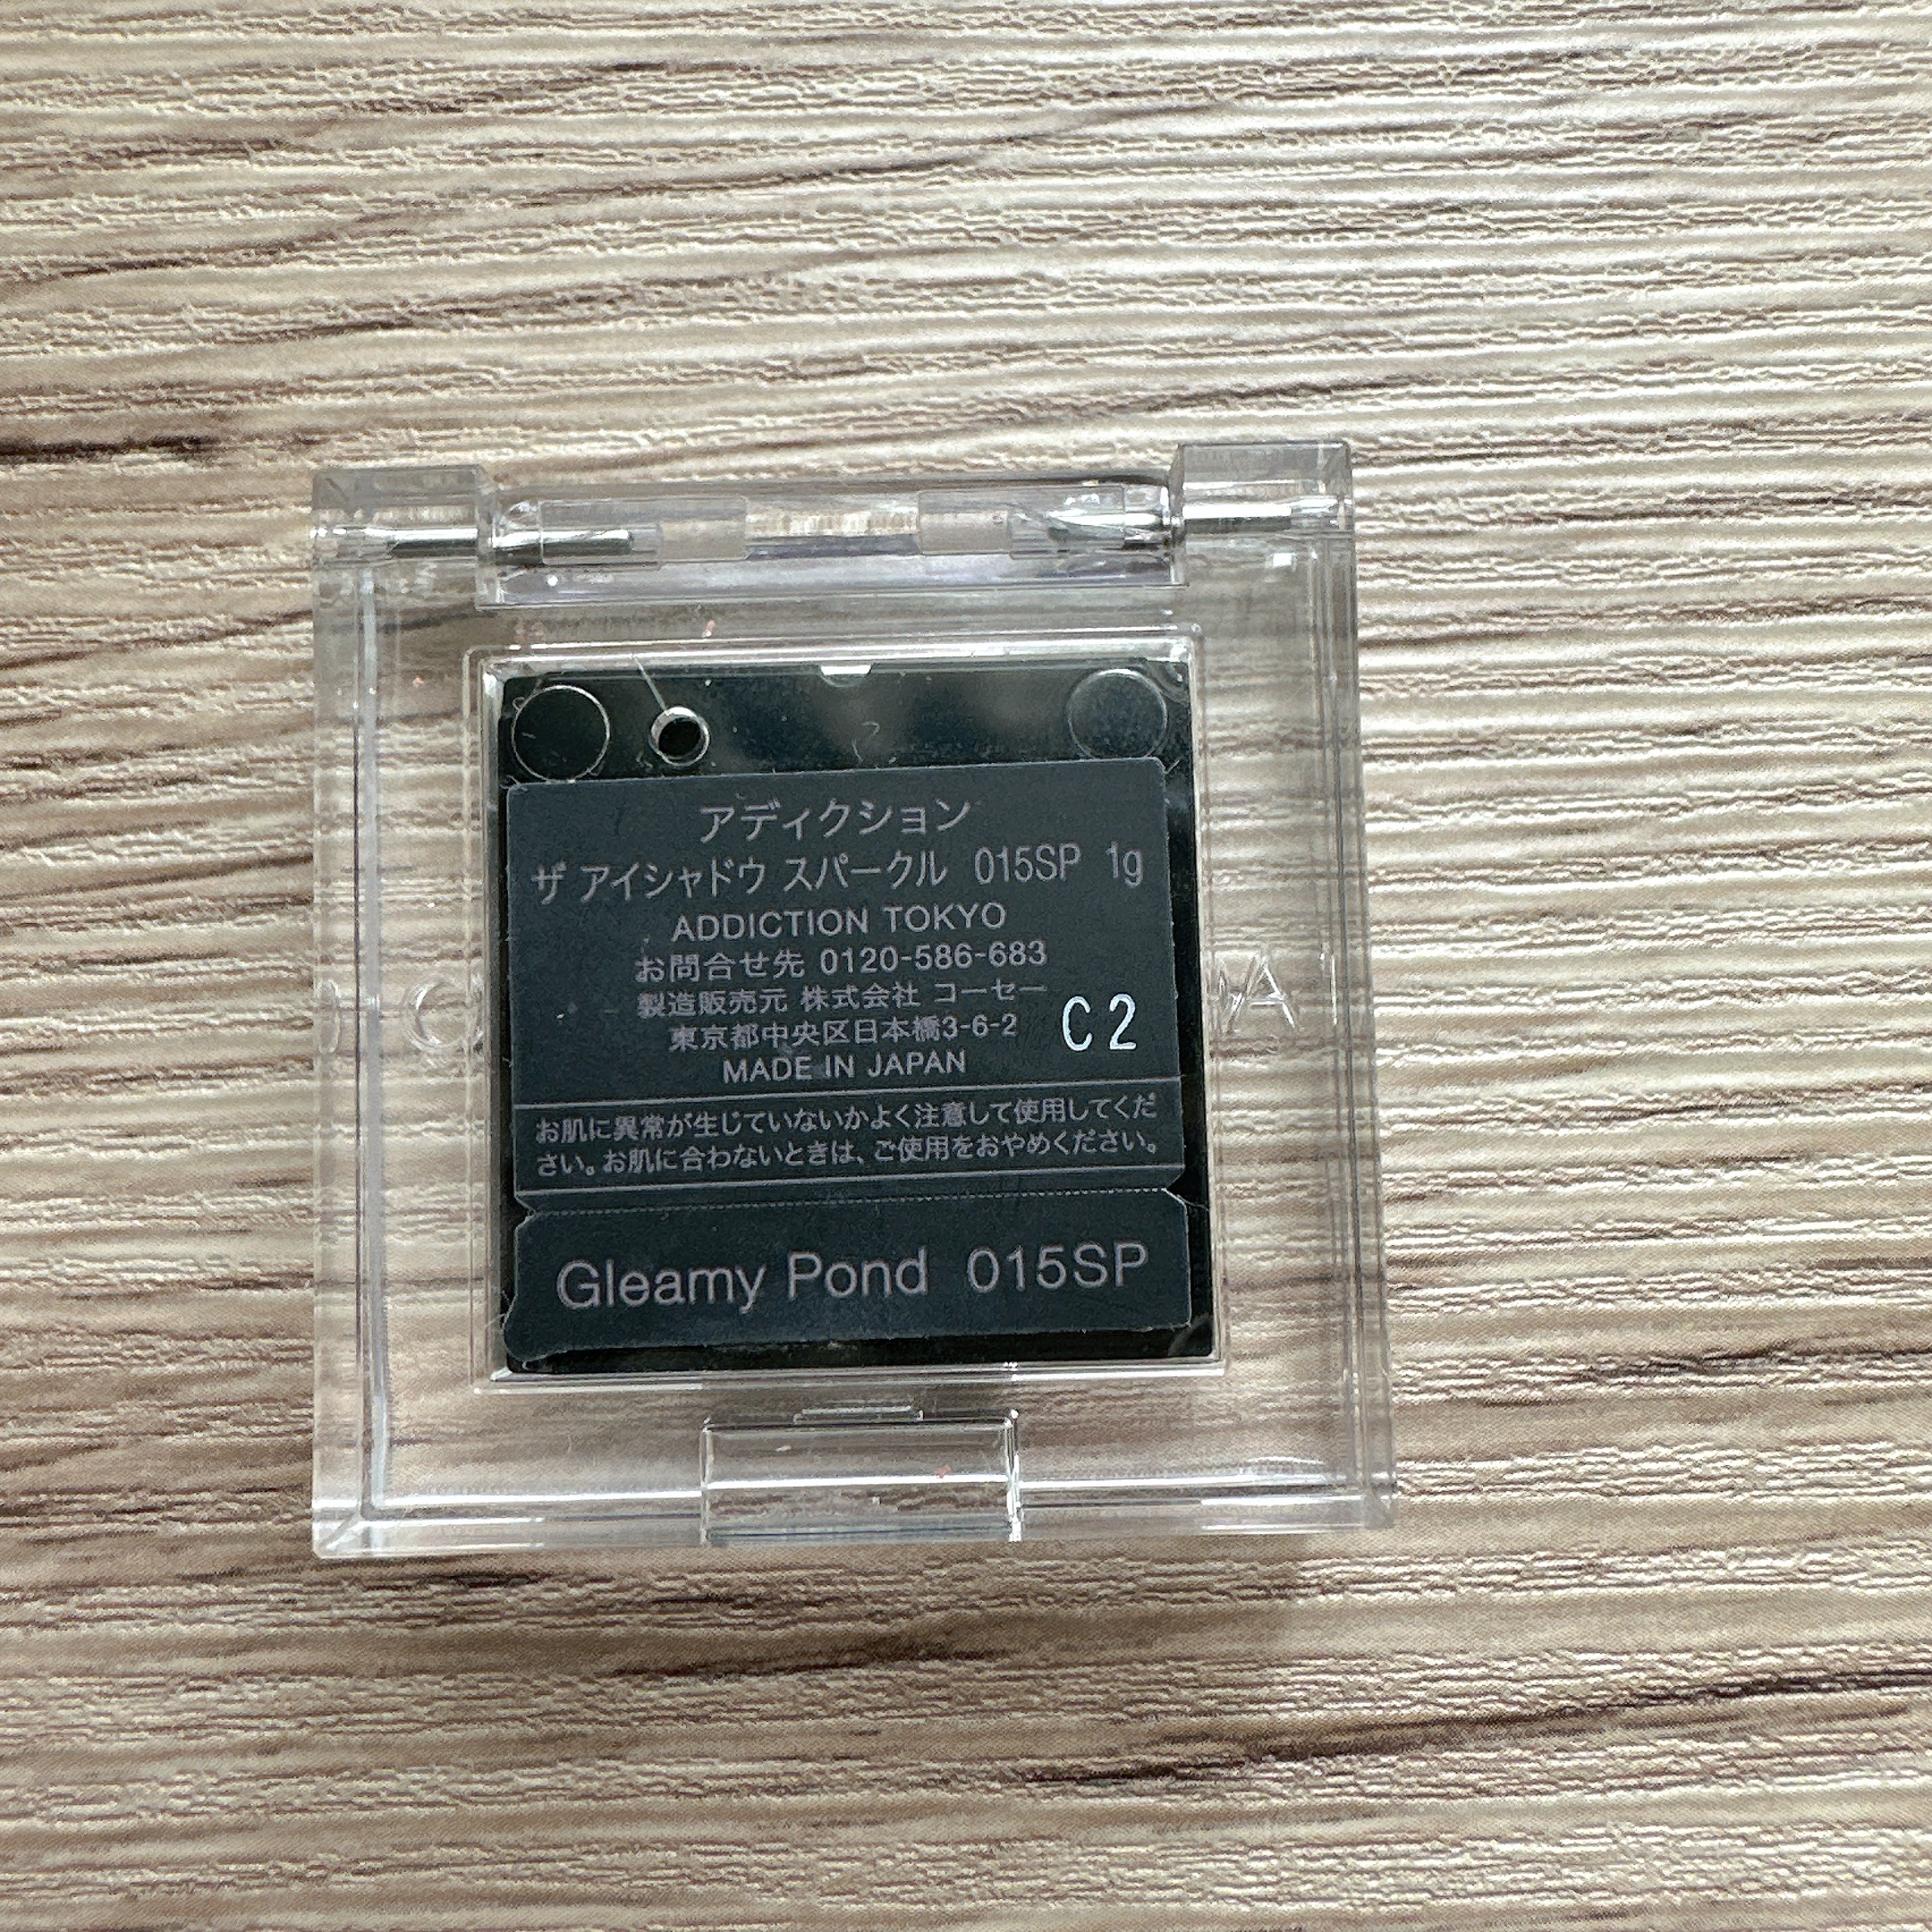 アディクション
ザ アイシャドウ スパークル 015SP 1g
ADDICTION TOKYO
お問合せ先 0120-586-683
製造販売元 株式会社 コーセー
東京都中央区日本橋3-6-2
C2
MADE IN JAPAN
お肌に異常が生じていないかよく注意して使用してくだ
さい。お肌に合わないときは、ご使用をおやめください。
Gleamy Pond 015SP